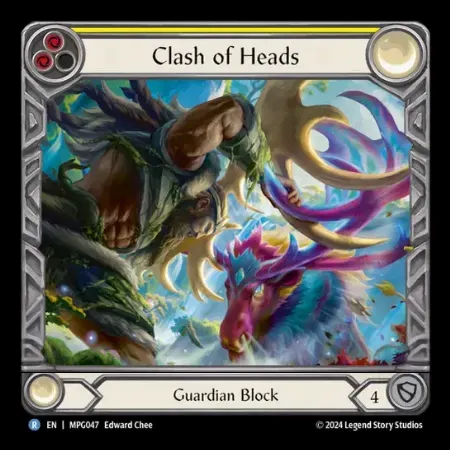 Clash of Heads
Guardian Block
4
R EN | MPG047 Edward Chee
© 2024 Legend Story Studios